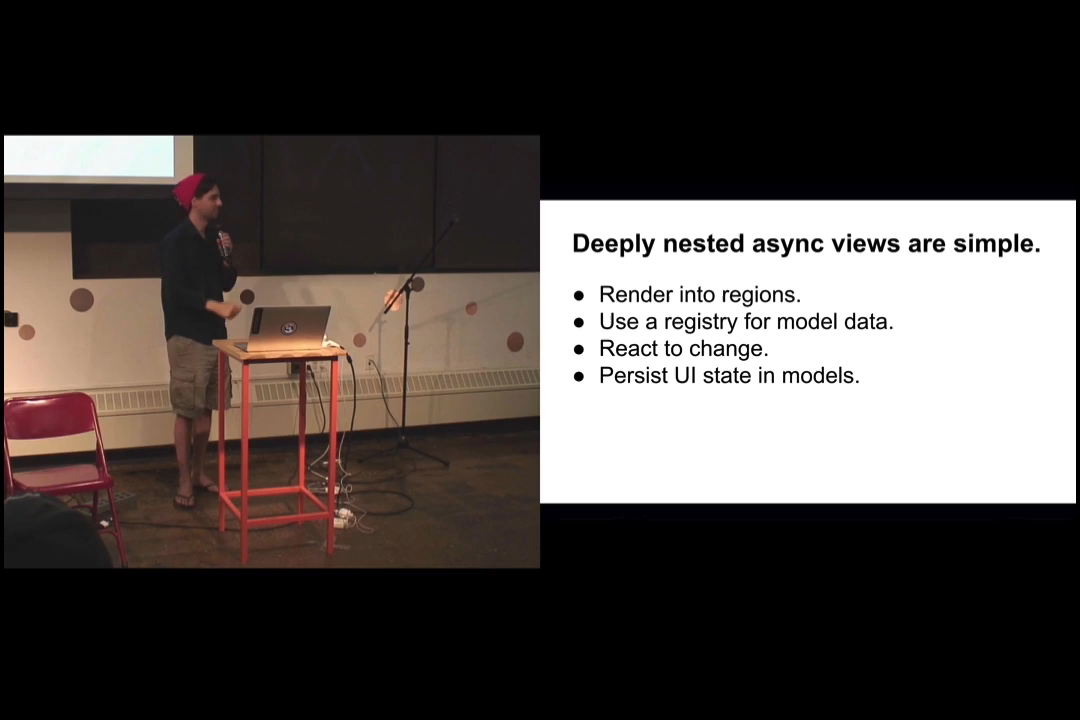 Deeply nested async views are simple.
● Render into regions.
● Use a registry for model data.
● React to change.
● Persist UI state in models.